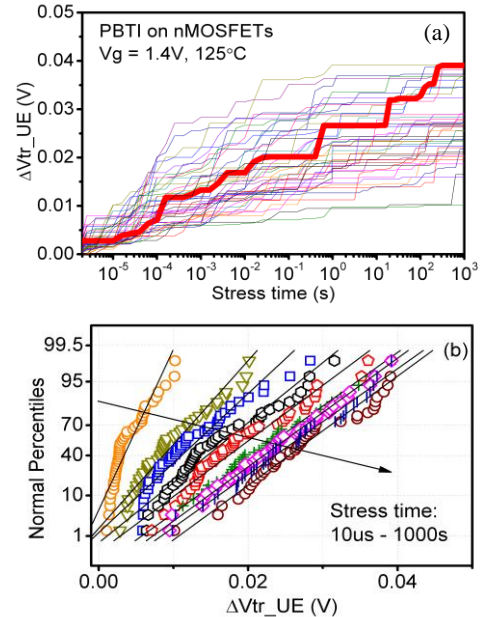 PBTI on nMOSFETs
(a)
Vg = 1.4V, 125°C
ΔVtr_UE (V)
0.05
0.04
0.03
0.02
0.01
0.00
10⁻⁵ 10⁻⁴ 10⁻³ 10⁻² 10⁻¹ 10⁰ 10¹ 10² 10³
Stress time (s)
(b)
Normal Percentiles
99.5
95
70
40
10
1
Stress time:
10us - 1000s
0.00 0.02 0.04
ΔVtr_UE (V)